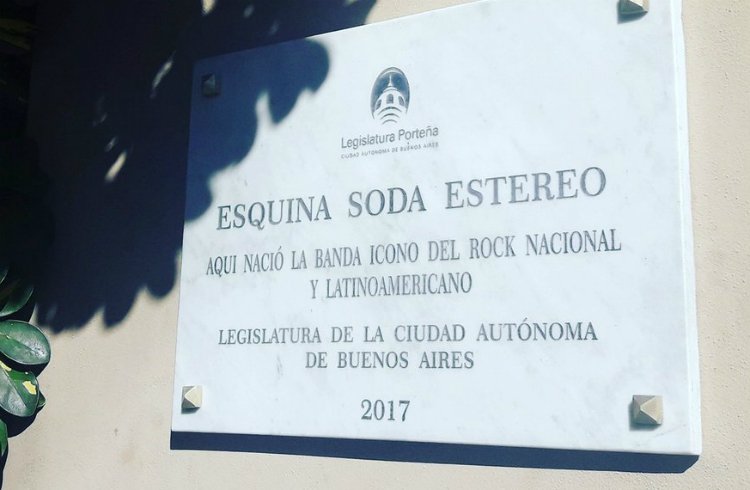 Legislatura Porteña
CIUDAD AUTÓNOMA DE BUENOS AIRES
ESQUINA SODA ESTEREO
AQUI NACIÓ LA BANDA ICONO DEL ROCK NACIONAL
Y LATINOAMERICANO
LEGISLATURA DE LA CIUDAD AUTÓNOMA
DE BUENOS AIRES
2017